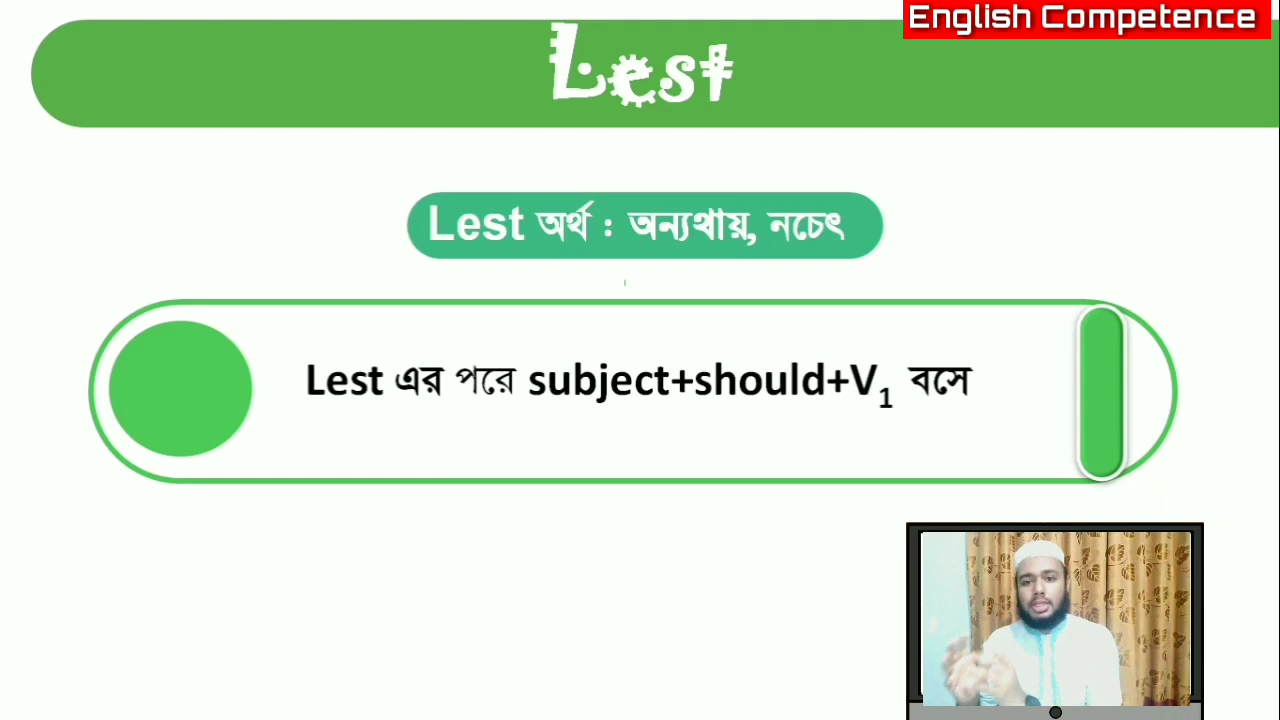 English Competence
Lest
Lest অর্থ : অন্যথায়, নচেৎ
Lest এর পরে subject+should+V₁ বসে